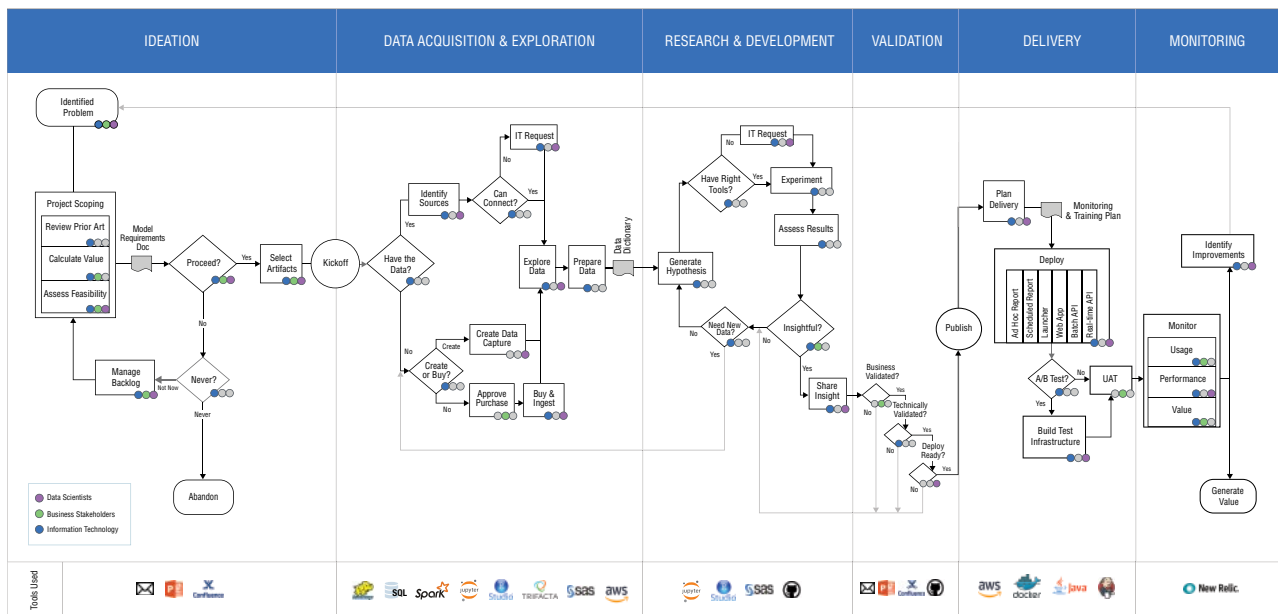 IDEATION
DATA ACQUISITION & EXPLORATION
RESEARCH & DEVELOPMENT
VALIDATION
DELIVERY
MONITORING
Identified
Problem
Project Scoping
Review Prior Art
Calculate Value
Assess Feasibility
Model
Requirements
Doc
Proceed?
Yes
No
Select
Artifacts
Manage
Backlog
Not Now
Never?
Never
Abandon
Data Scientists
Business Stakeholders
Information Technology
Kickoff
Have the
Data?
Yes
No
Identify
Sources
Can
Connect?
No
Yes
IT Request
Explore
Data
Prepare
Data
Data
Dictionary
Create
or Buy?
Create
No
Create Data
Capture
Approve
Purchase
Buy &
Ingest
Generate
Hypothesis
Have Right
Tools?
No
Yes
IT Request
Experiment
Assess Results
Need New
Data?
No
Yes
Insightful?
No
Yes
Share
Insight
Business
Validated?
Yes
No
Technically
Validated?
Yes
No
Deploy
Ready?
Yes
No
Publish
Plan
Delivery
Monitoring
& Training Plan
Deploy
Ad Hoc Report
Scheduled Report
Launcher
Web App
Batch API
Real-time API
A/B Test?
No
Yes
UAT
Build Test
Infrastructure
Identify
Improvements
Monitor
Usage
Performance
Value
Generate
Value
Tools Used
Confluence
SQL
Spark
jupyter
Studio
TRIFACTA
sas
aws
jupyter
Studio
sas
Confluence
aws
docker
Java
New Relic.